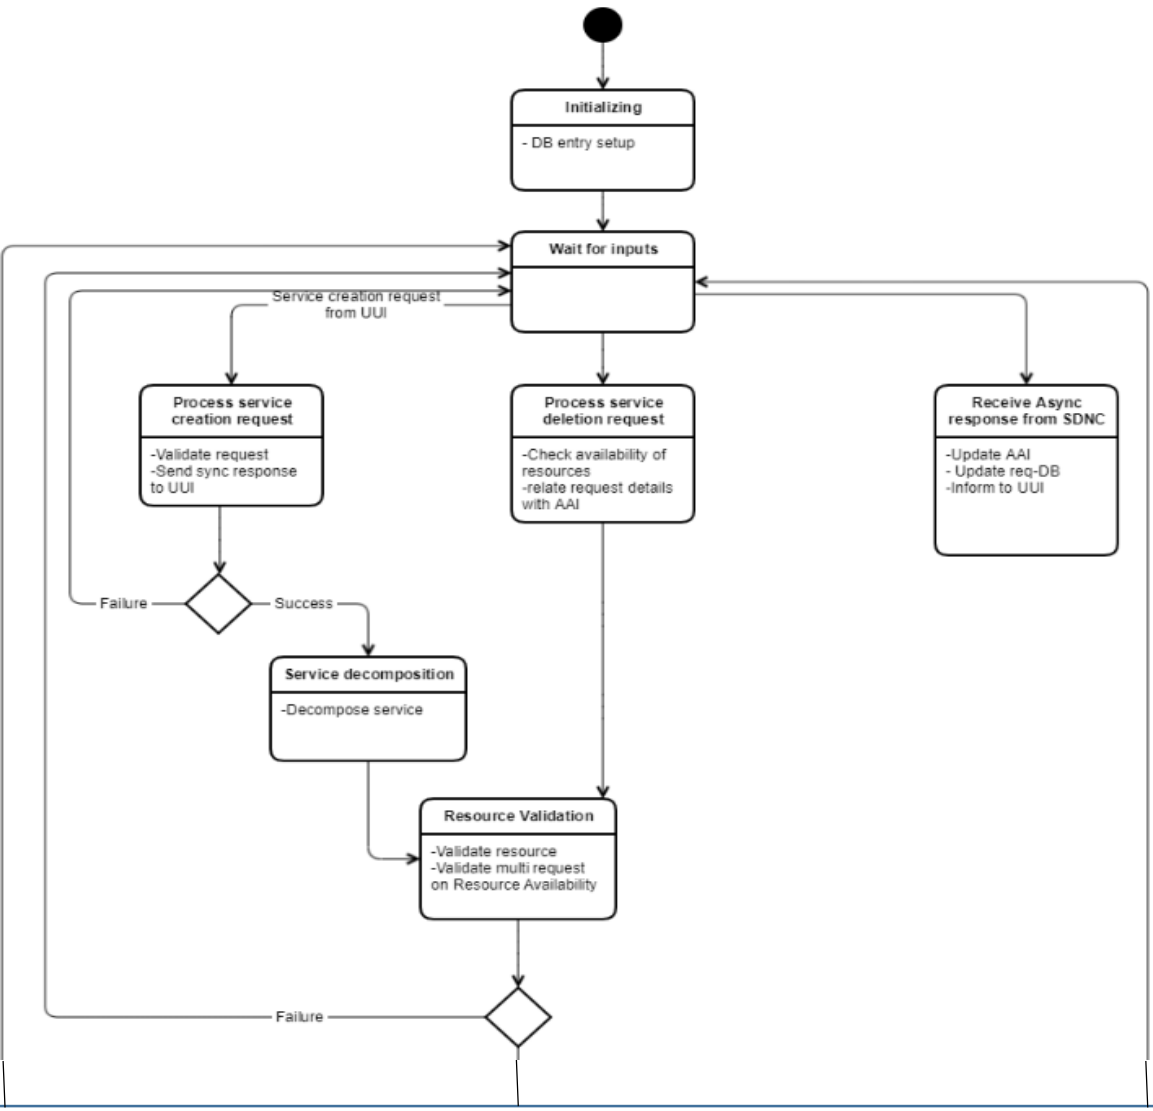 Initializing
- DB entry setup
Wait for inputs
Service creation request
from UUI
Process service
creation request
-Validate request
-Send sync response
to UUI
Process service
deletion request
-Check availability of
resources
-relate request details
with AAI
Receive Async
response from SDNC
-Update AAI
- Update req-DB
-Inform to UUI
Failure
Success
Service decomposition
-Decompose service
Resource Validation
-Validate resource
-Validate multi request
on Resource Availability
Failure